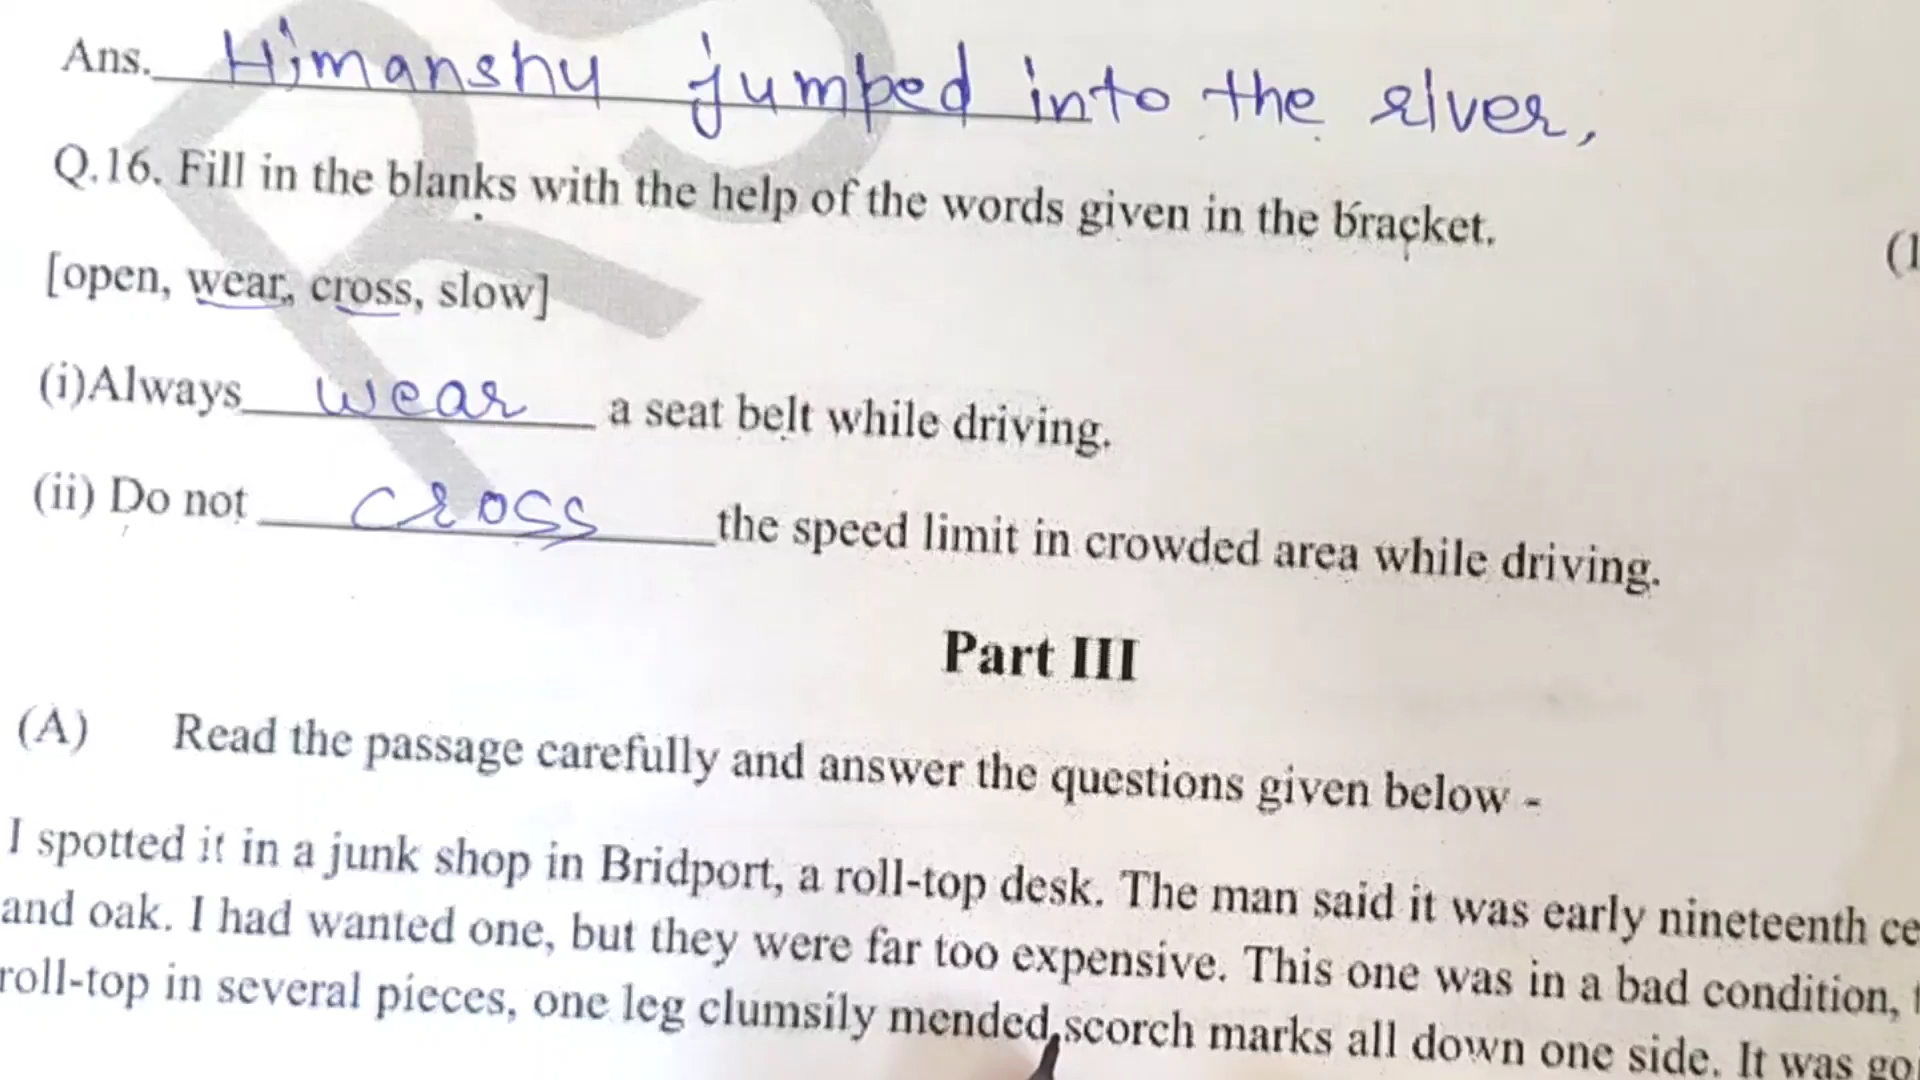 Ans. Himanshu jumped into the river,
Q.16. Fill in the blanks with the help of the words given in the bracket.
(1
[open, wear, cross, slow]
(i)Always wear a seat belt while driving.
(ii) Do not cross the speed limit in crowded area while driving.
Part III
(A) Read the passage carefully and answer the questions given below -
I spotted it in a junk shop in Bridport, a roll-top desk. The man said it was early nineteenth ce
and oak. I had wanted one, but they were far too expensive. This one was in a bad condition,
roll-top in several pieces, one leg clumsily mended, scorch marks all down one side. It was go